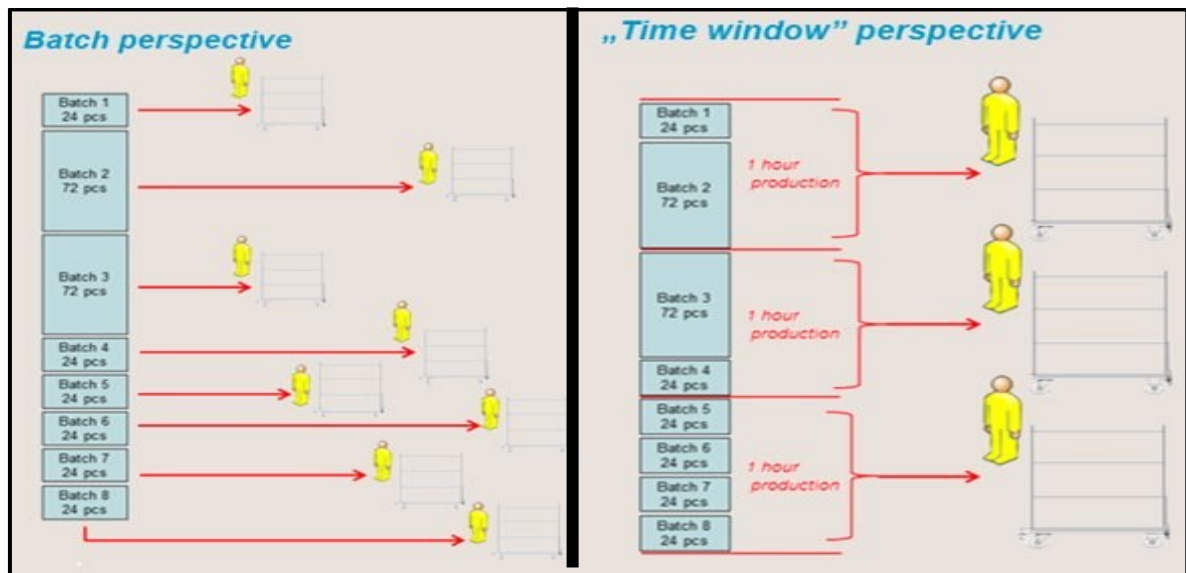 Batch perspective
Batch 1
24 pcs
Batch 2
72 pcs
Batch 3
72 pcs
Batch 4
24 pcs
Batch 5
24 pcs
Batch 6
24 pcs
Batch 7
24 pcs
Batch 8
24 pcs
„Time window” perspective
Batch 1
24 pcs
Batch 2
72 pcs
1 hour
production
Batch 3
72 pcs
Batch 4
24 pcs
1 hour
production
Batch 5
24 pcs
Batch 6
24 pcs
Batch 7
24 pcs
Batch 8
24 pcs
1 hour
production